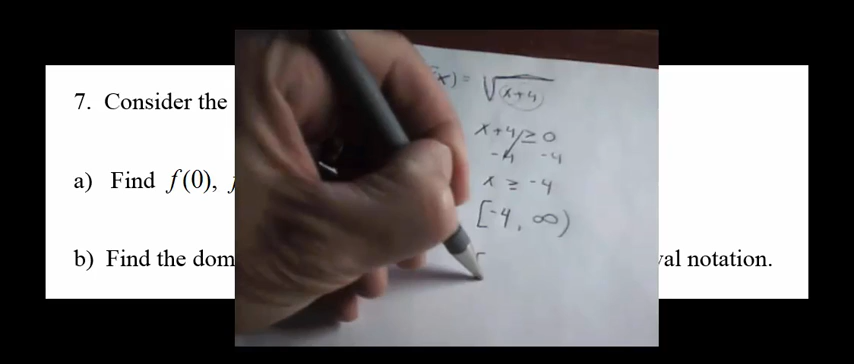 7. Consider the
a) Find f(0),
b) Find the dom
val notation.
x) = √(x+4)
x+4 ≥ 0
-4 -4
x ≥ -4
[-4, ∞)
[